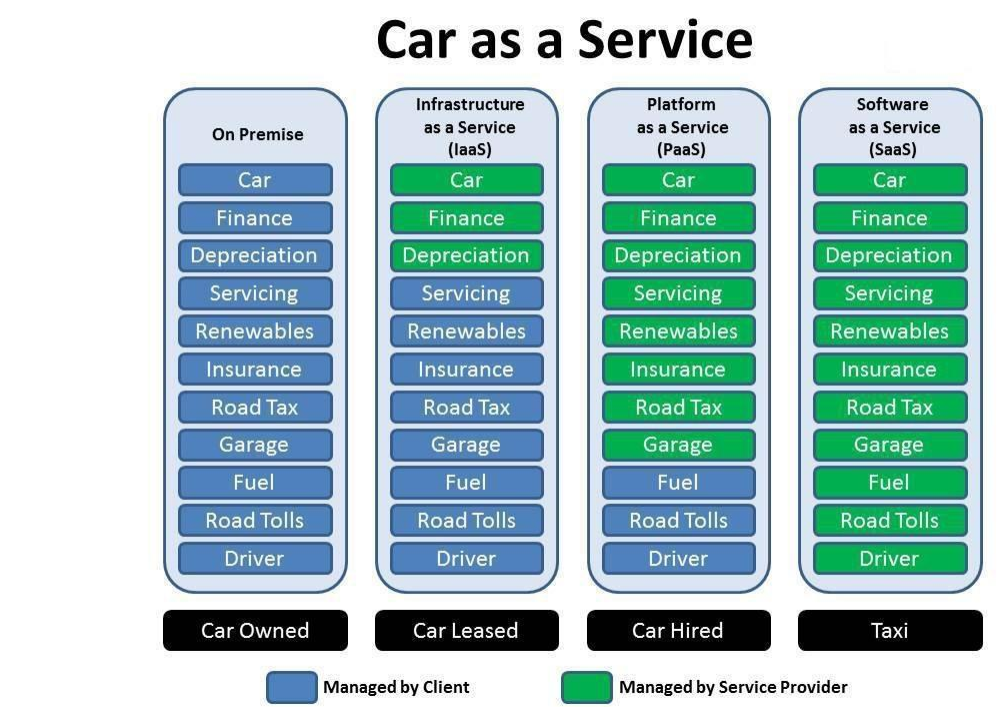 Car as a Service
On Premise
Car
Finance
Depreciation
Servicing
Renewables
Insurance
Road Tax
Garage
Fuel
Road Tolls
Driver
Car Owned
Infrastructure
as a Service
(IaaS)
Car
Finance
Depreciation
Servicing
Renewables
Insurance
Road Tax
Garage
Fuel
Road Tolls
Driver
Car Leased
Platform
as a Service
(PaaS)
Car
Finance
Depreciation
Servicing
Renewables
Insurance
Road Tax
Garage
Fuel
Road Tolls
Driver
Car Hired
Software
as a Service
(SaaS)
Car
Finance
Depreciation
Servicing
Renewables
Insurance
Road Tax
Garage
Fuel
Road Tolls
Driver
Taxi
Managed by Client
Managed by Service Provider